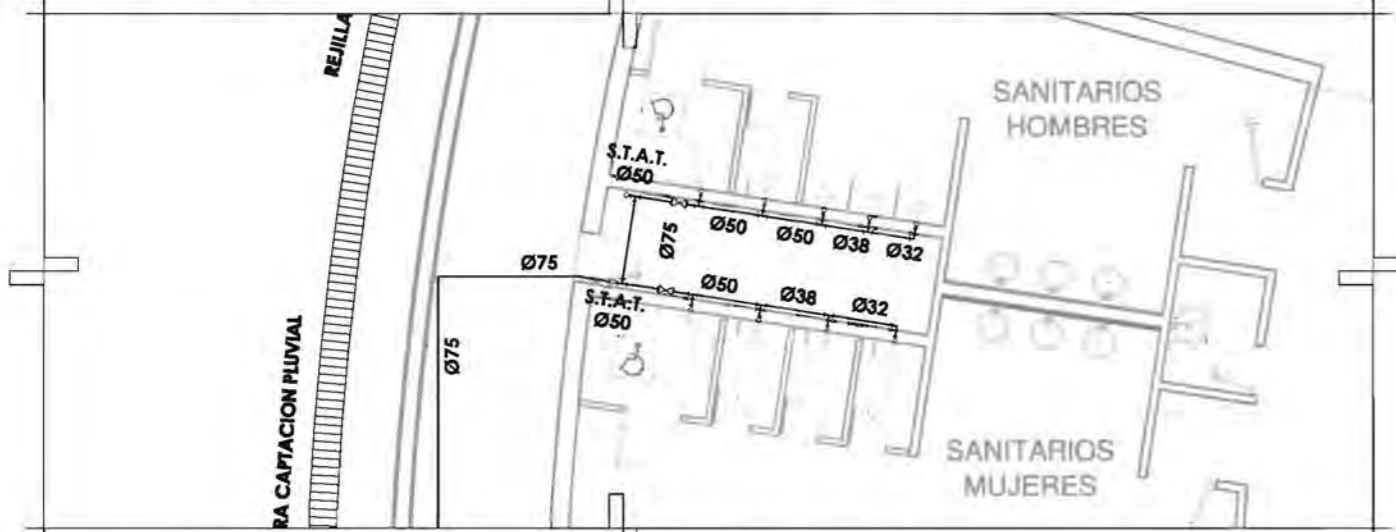 REJILLA
RA CAPTACION PLUVIAL
SANITARIOS
HOMBRES
S.T.A.T.
Ø50
Ø50
Ø50
Ø38
Ø32
Ø75
Ø75
S.T.A.T.
Ø50
Ø50
Ø38
Ø32
Ø75
SANITARIOS
MUJERES